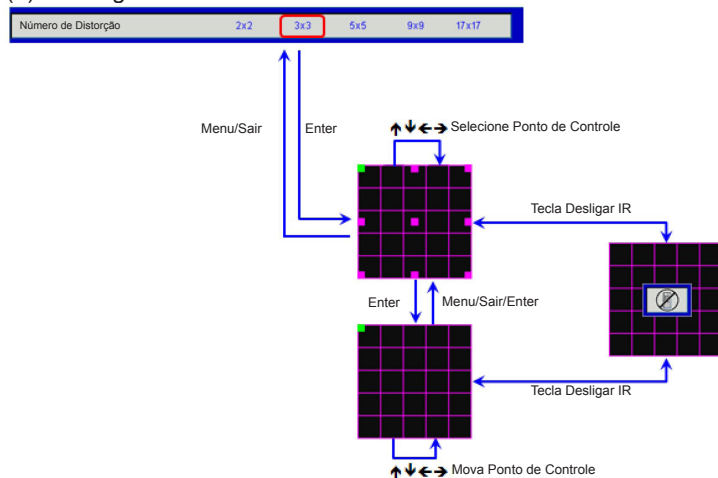 Número de Distorção 2x2 3x3 5x5 9x9 17x17
Menu/Sair Enter
Selecione Ponto de Controle
Tecla Desligar IR
Enter Menu/Sair/Enter
Tecla Desligar IR
Mova Ponto de Controle